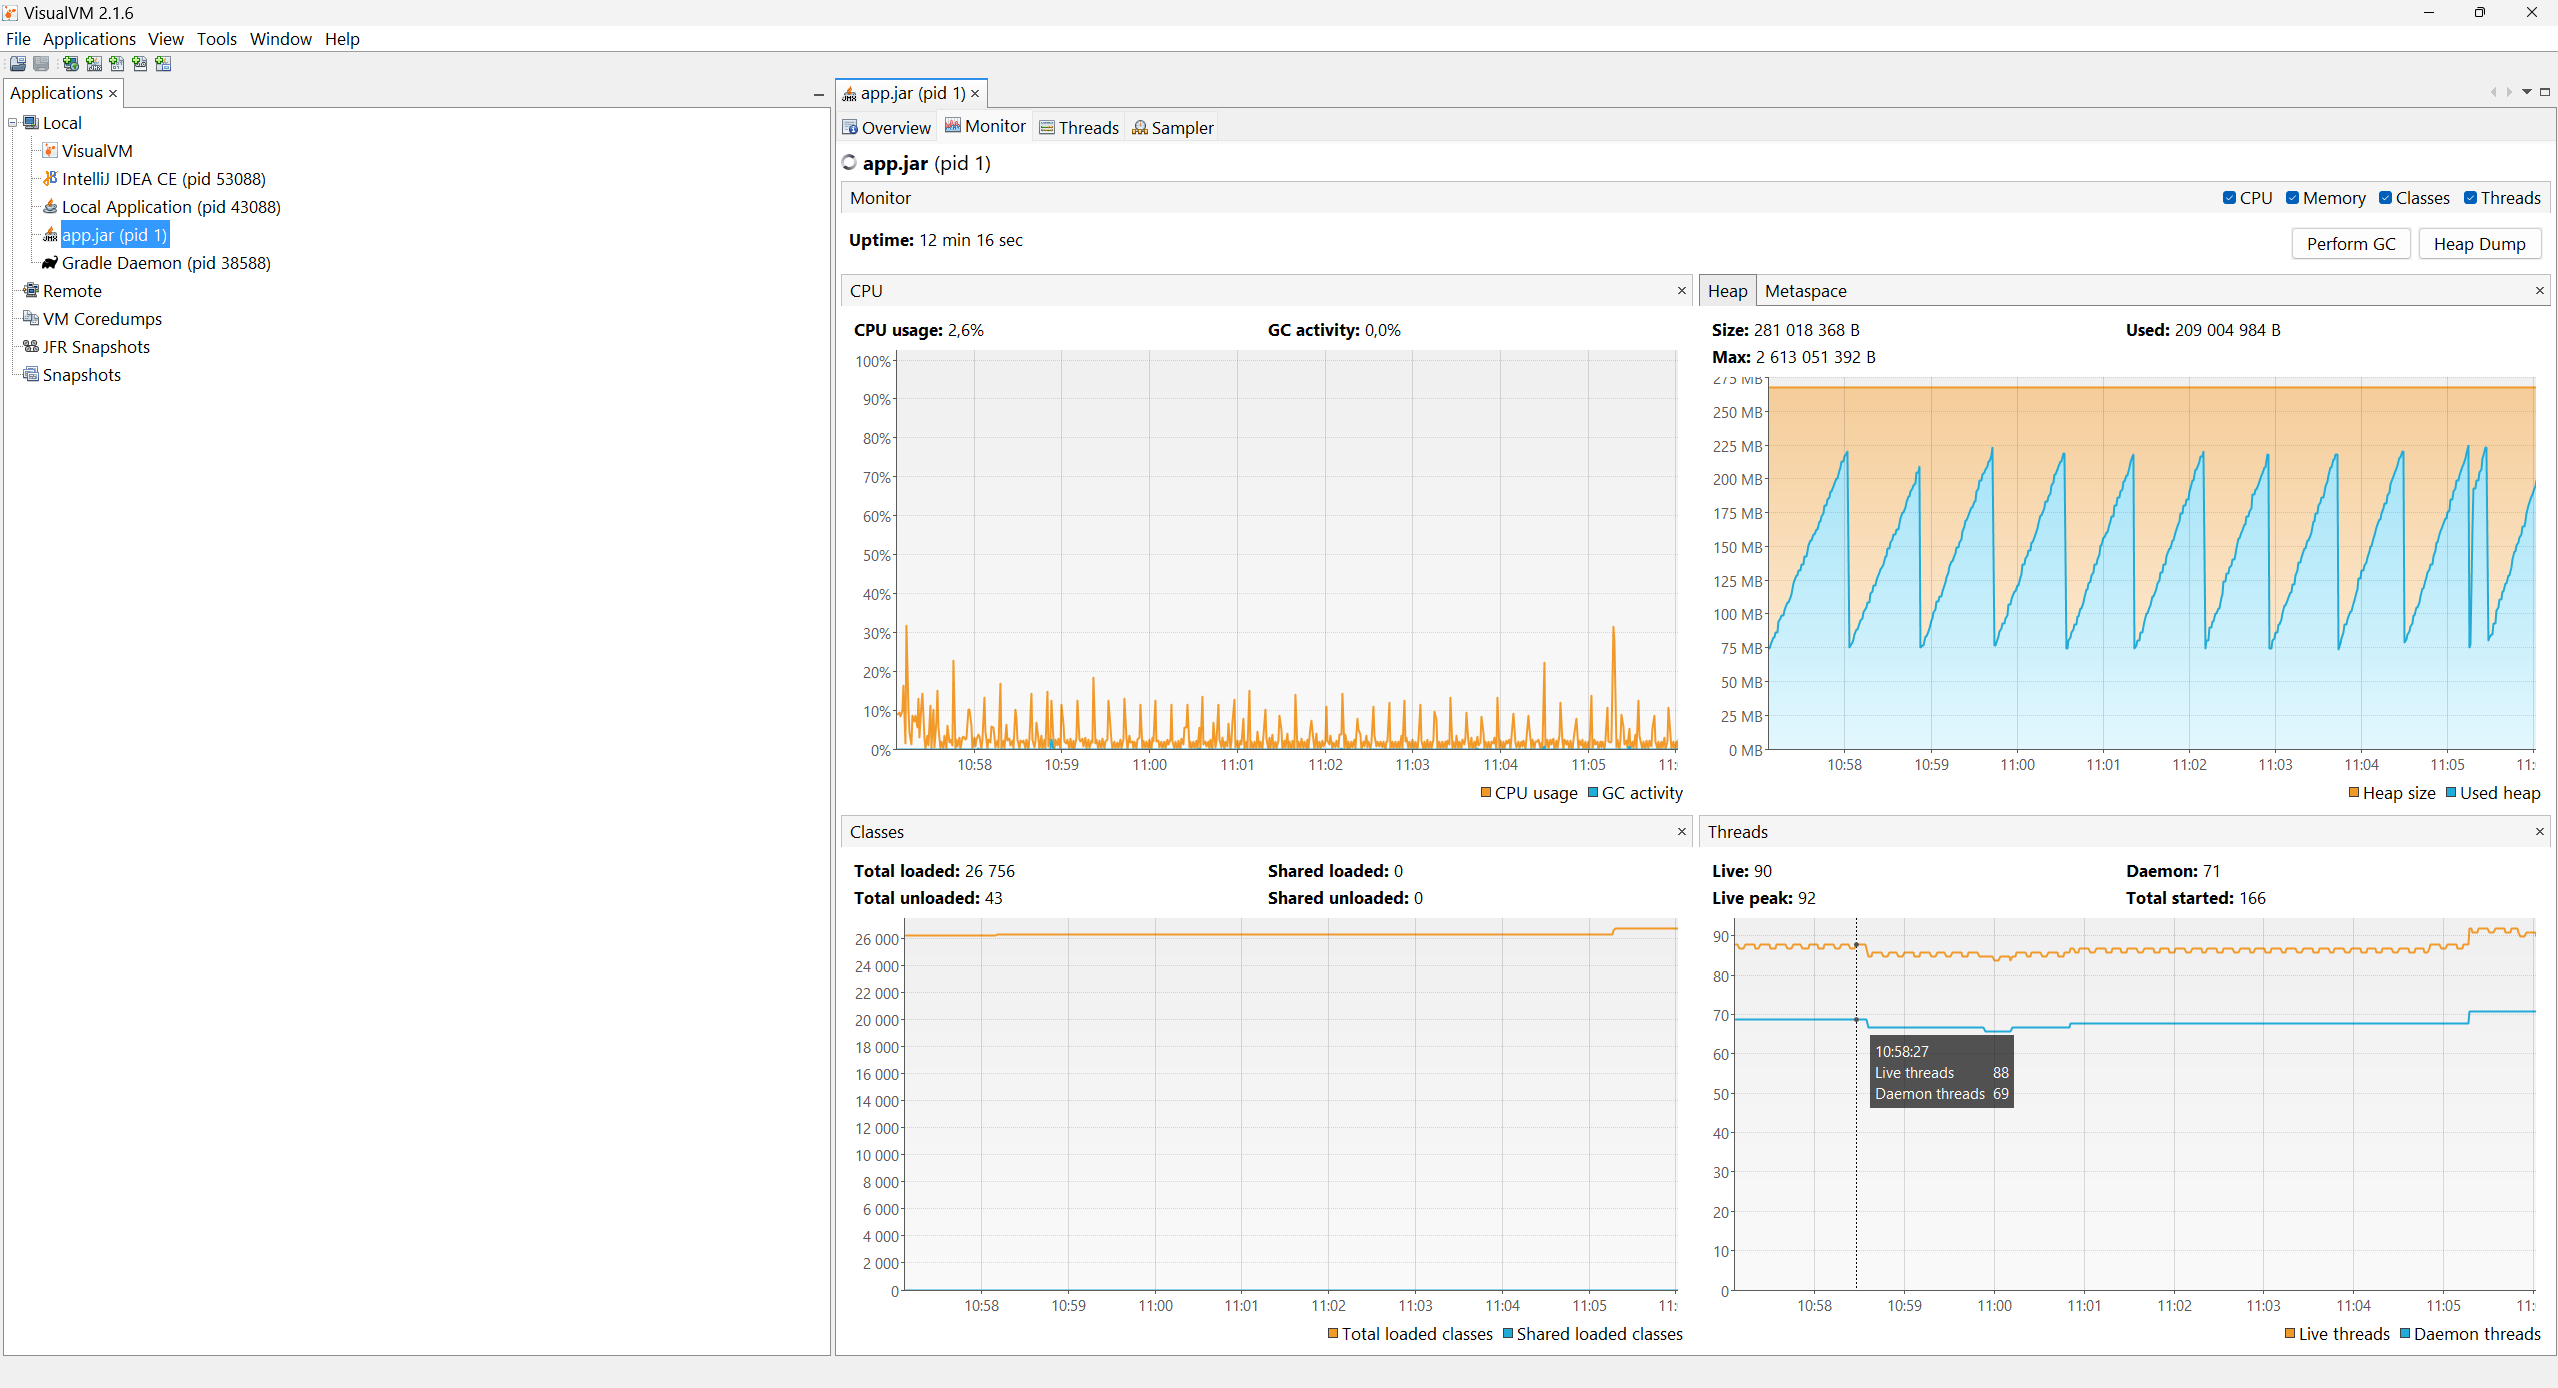 VisualVM 2.1.6
File Applications View Tools Window Help
Applications
Local
VisualVM
IntelliJ IDEA CE (pid 53088)
Local Application (pid 43088)
app.jar (pid 1)
Gradle Daemon (pid 38588)
Remote
VM Coredumps
JFR Snapshots
Snapshots
app.jar (pid 1)
Overview Monitor Threads Sampler
app.jar (pid 1)
Monitor
CPU Memory Classes Threads
Uptime: 12 min 16 sec
Perform GC Heap Dump
CPU
CPU usage: 2,6% GC activity: 0,0%
100%
90%
80%
70%
60%
50%
40%
30%
20%
10%
0%
10:58 10:59 11:00 11:01 11:02 11:03 11:04 11:05 11:
CPU usage GC activity
Heap Metaspace
Size: 281 018 368 B Used: 209 004 984 B
Max: 2 613 051 392 B
275 MB
250 MB
225 MB
200 MB
175 MB
150 MB
125 MB
100 MB
75 MB
50 MB
25 MB
0 MB
10:58 10:59 11:00 11:01 11:02 11:03 11:04 11:05 11:
Heap size Used heap
Classes
Total loaded: 26 756 Shared loaded: 0
Total unloaded: 43 Shared unloaded: 0
26 000
24 000
22 000
20 000
18 000
16 000
14 000
12 000
10 000
8 000
6 000
4 000
2 000
0
10:58 10:59 11:00 11:01 11:02 11:03 11:04 11:05 11:
Total loaded classes Shared loaded classes
Threads
Live: 90 Daemon: 71
Live peak: 92 Total started: 166
90
80
70
60
50
40
30
20
10
0
10:58:27
Live threads 88
Daemon threads 69
10:58 10:59 11:00 11:01 11:02 11:03 11:04 11:05 11:
Live threads Daemon threads